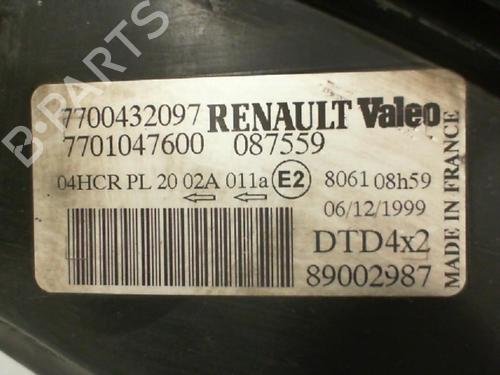 B-PARTS
7700432097 RENAULT Valeo
7701047600 087559
04HCR PL 20 02A 011a E2 8061 08h59
06/12/1999
DTD4x2
89002987
MADE IN FRANCE